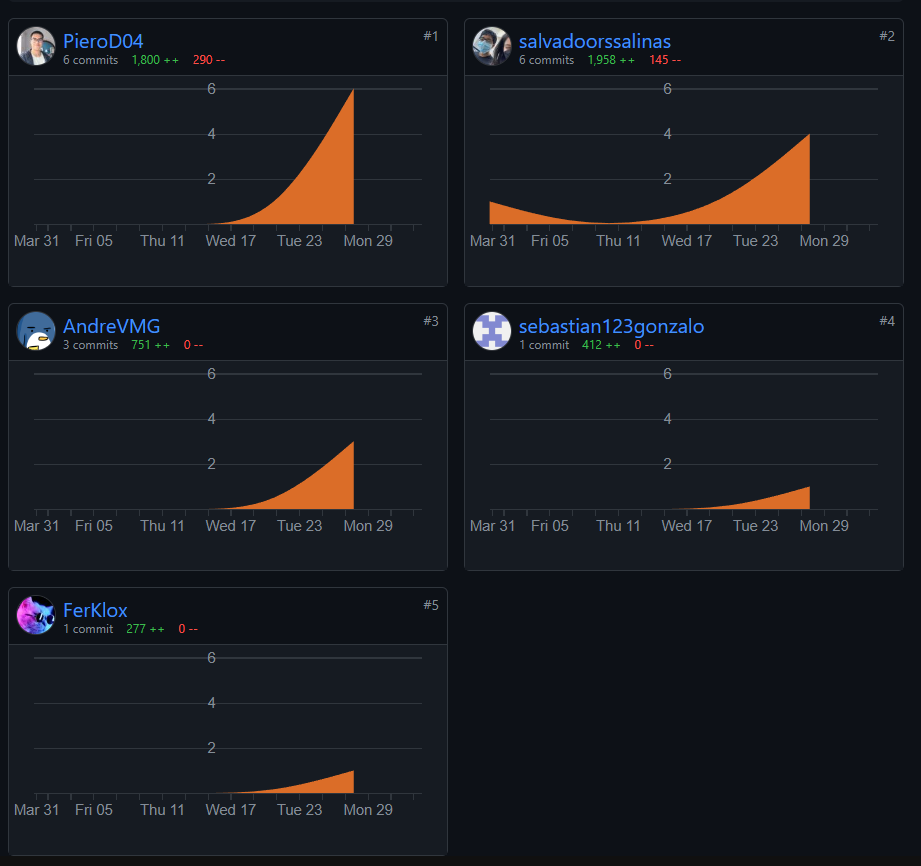 PieroD04
#1
6 commits 1,800 ++ 290 --
6
4
2
Mar 31 Fri 05 Thu 11 Wed 17 Tue 23 Mon 29
salvadoorssalinas
#2
6 commits 1,958 ++ 145 --
6
4
2
Mar 31 Fri 05 Thu 11 Wed 17 Tue 23 Mon 29
AndreVMG
#3
3 commits 751 ++ 0 --
6
4
2
Mar 31 Fri 05 Thu 11 Wed 17 Tue 23 Mon 29
sebastian123gonzalo
#4
1 commit 412 ++ 0 --
6
4
2
Mar 31 Fri 05 Thu 11 Wed 17 Tue 23 Mon 29
FerKlox
#5
1 commit 277 ++ 0 --
6
4
2
Mar 31 Fri 05 Thu 11 Wed 17 Tue 23 Mon 29